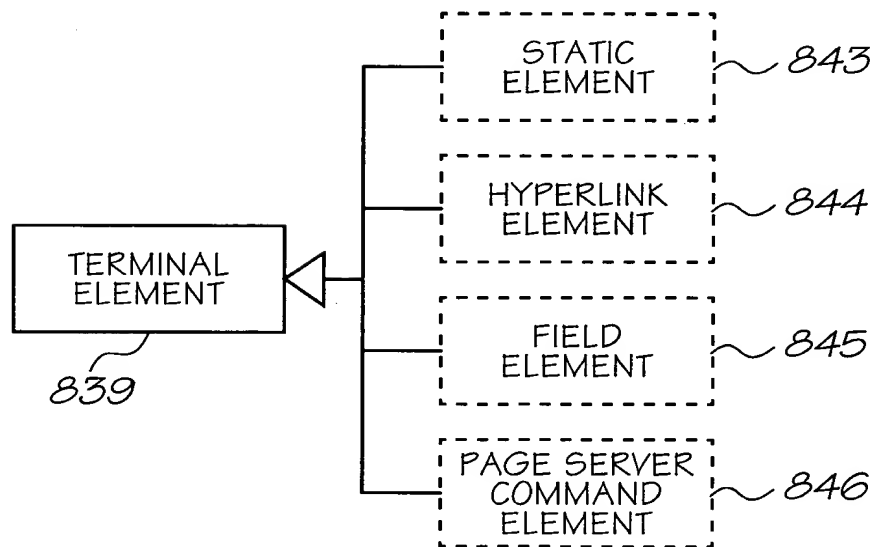 STATIC
ELEMENT
843
HYPERLINK
ELEMENT
844
TERMINAL
ELEMENT
839
FIELD
ELEMENT
845
PAGE SERVER
COMMAND
ELEMENT
846